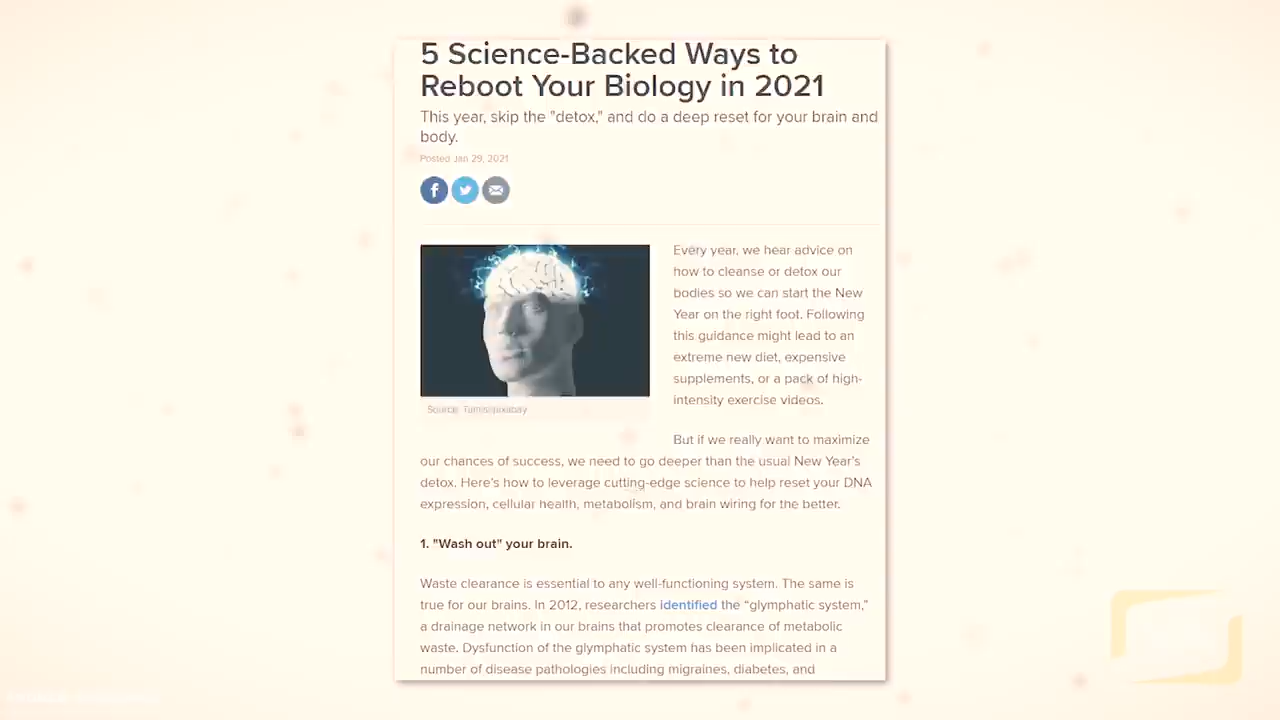 5 Science-Backed Ways to
Reboot Your Biology in 2021
This year, skip the "detox," and do a deep reset for your brain and
body.
Posted Jan 29, 2021
Every year, we hear advice on
how to cleanse or detox our
bodies so we can start the New
Year on the right foot. Following
this guidance might lead to an
extreme new diet, expensive
supplements, or a pack of high-
intensity exercise videos.
Source:
But if we really want to maximize
our chances of success, we need to go deeper than the usual New Year's
detox. Here's how to leverage cutting-edge science to help reset your DNA
expression, cellular health, metabolism, and brain wiring for the better.
1. "Wash out" your brain.
Waste clearance is essential to any well-functioning system. The same is
true for our brains. In 2012, researchers identified the “glymphatic system,”
a drainage network in our brains that promotes clearance of metabolic
waste. Dysfunction of the glymphatic system has been implicated in a
number of disease pathologies including migraines, diabetes, and